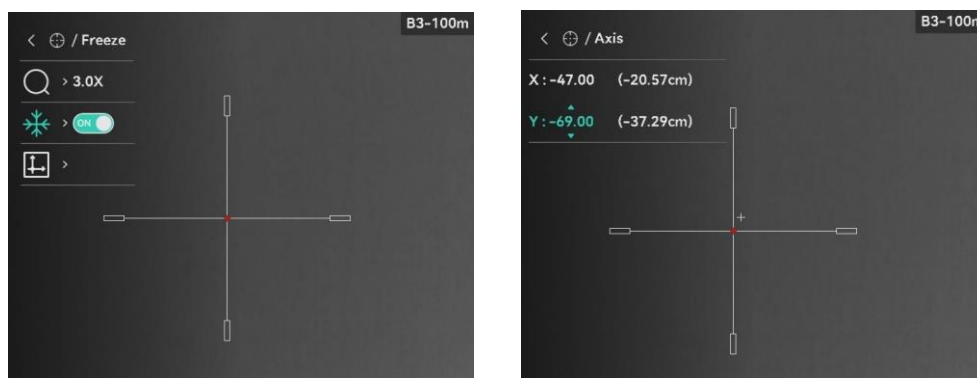 B3-100m
< / Freeze
> 3.0X
> ON
>
B3-100m
< / Axis
X : -47.00 (-20.57cm)
Y : -69.00 (-37.29cm)